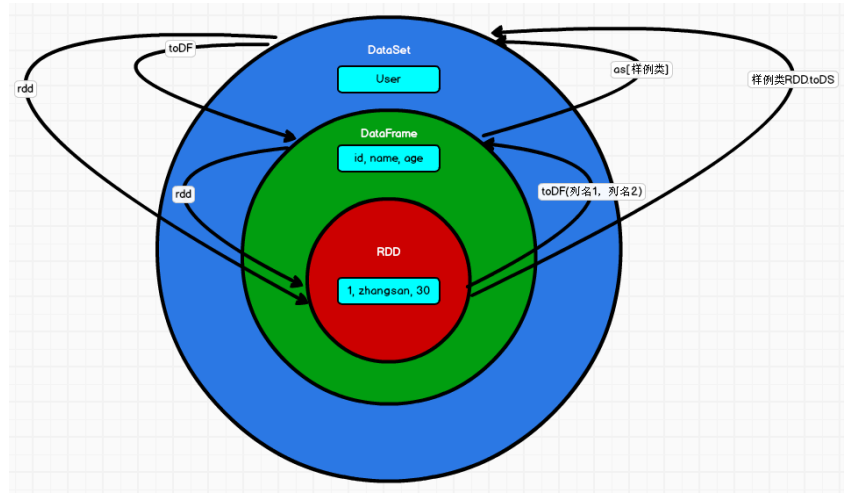 DataSet
User
toDF
rdd
as[样例类]
样例类RDD.toDS
DataFrame
id, name, age
rdd
toDF(列名1, 列名2)
RDD
1, zhangsan, 30